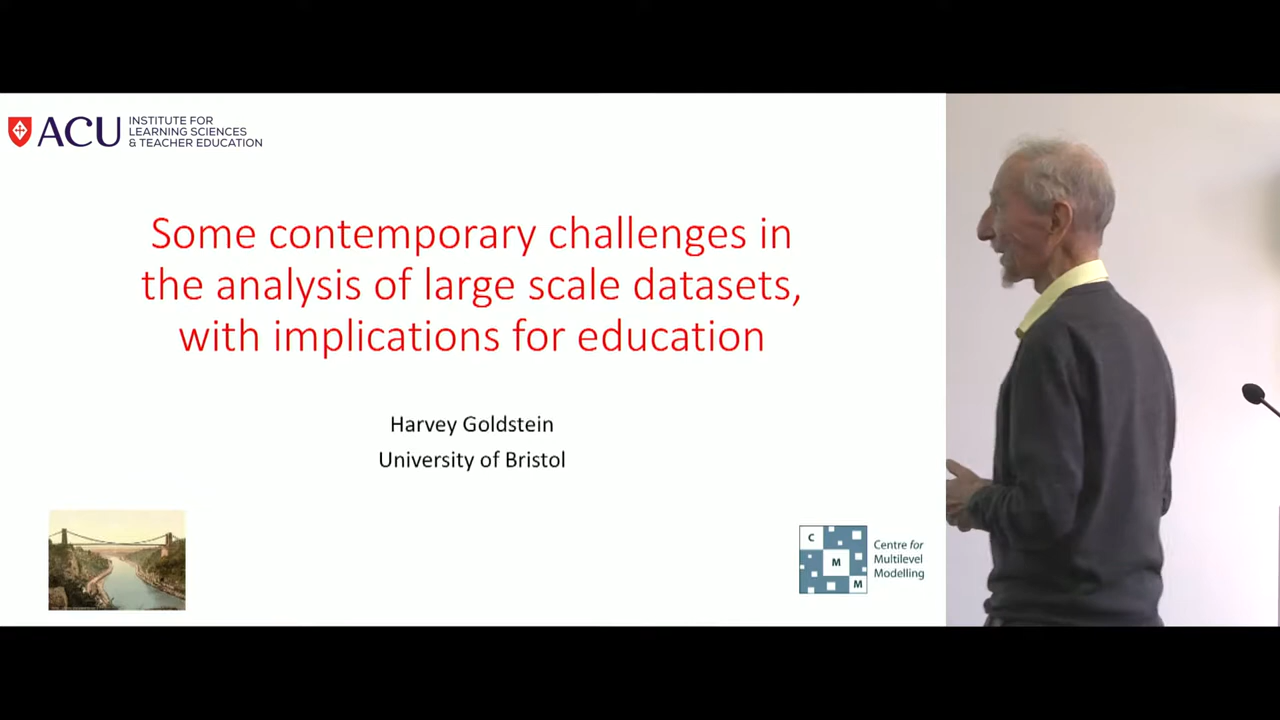 ACU
INSTITUTE FOR
LEARNING SCIENCES
& TEACHER EDUCATION
Some contemporary challenges in
the analysis of large scale datasets,
with implications for education
Harvey Goldstein
University of Bristol
C
M
M
Centre for
Multilevel
Modelling